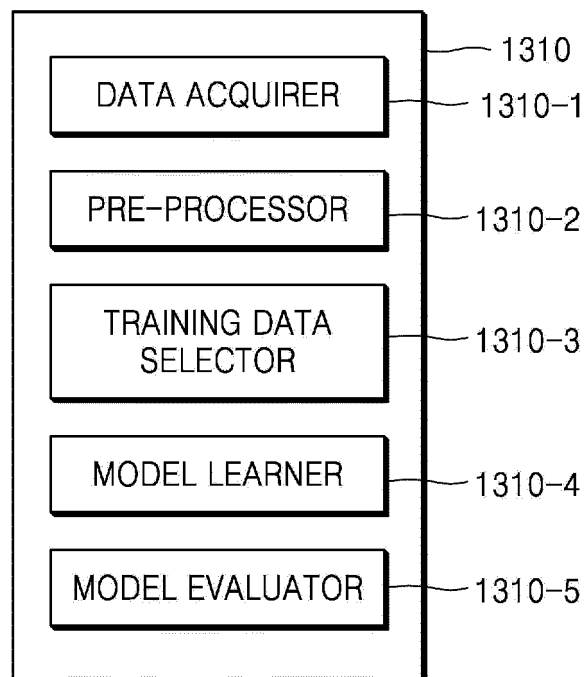 1310
DATA ACQUIRER
1310-1
PRE-PROCESSOR
1310-2
TRAINING DATA
SELECTOR
1310-3
MODEL LEARNER
1310-4
MODEL EVALUATOR
1310-5